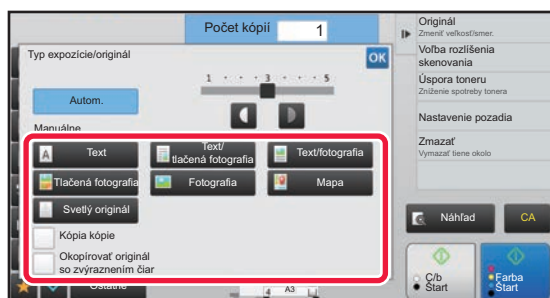 Počet kópií 1
Typ expozície/originál
OK
1 3 5
Autom.
Manuálne
Text
Text/
tlačená fotografia
Text/fotografia
Tlačená fotografia
Fotografia
Mapa
Svetlý originál
Kópia kópie
Okopírovať originál
so zvýraznením čiar
Ostatné
A3
4
Originál
Zmeniť veľkosť/smer.
Voľba rozlíšenia
skenovania
Úspora toneru
Zníženie spotreby tonera
Nastavenie pozadia
Zmazať
Vymazať tiene okolo
Náhľad
CA
Č/b
Štart
Farba
Štart